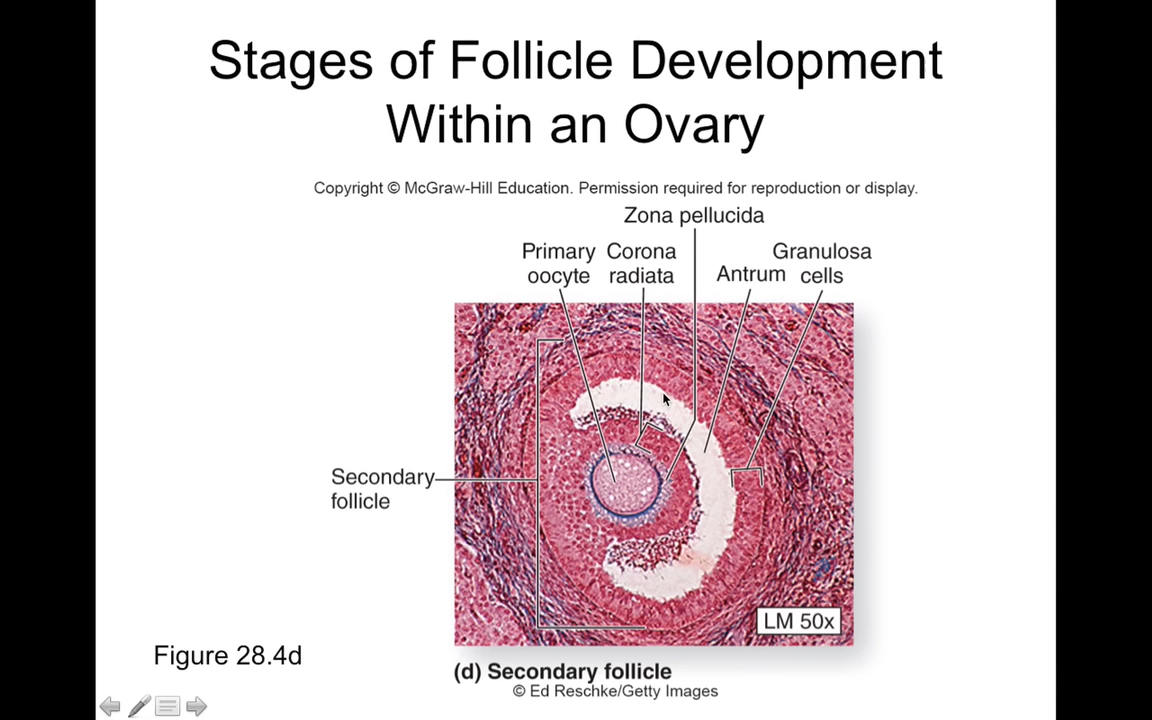 Stages of Follicle Development
Within an Ovary
Copyright © McGraw-Hill Education. Permission required for reproduction or display.
Zona pellucida
Primary
oocyte
Corona
radiata
Antrum
Granulosa
cells
Secondary
follicle
LM 50x
Figure 28.4d
(d) Secondary follicle
© Ed Reschke/Getty Images